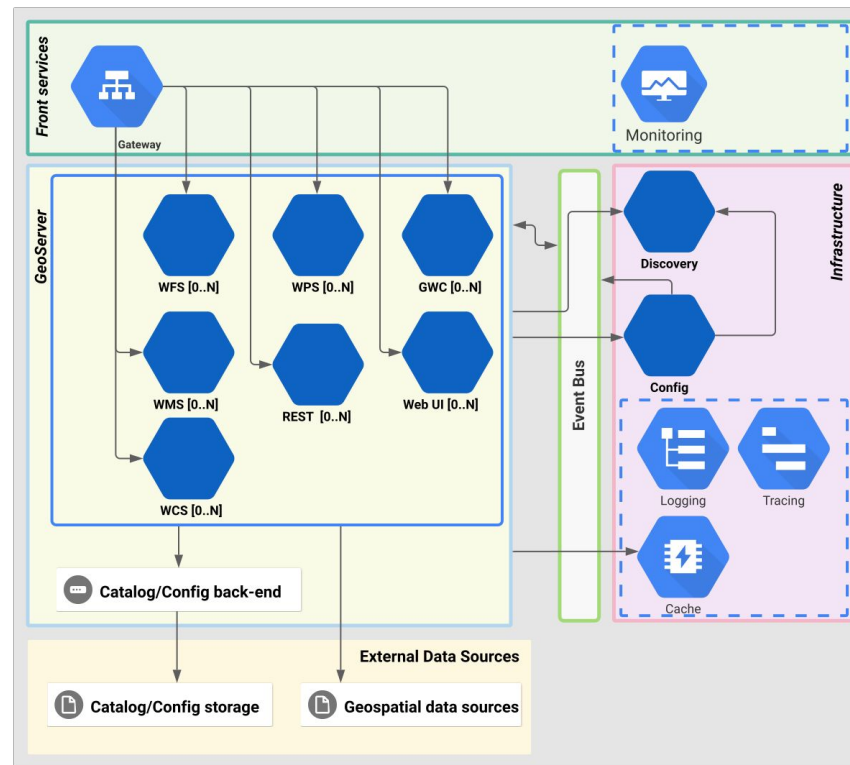 Front services
Gateway
Monitoring
GeoServer
WFS [0..N]
WPS [0..N]
GWC [0..N]
WMS [0..N]
REST [0..N]
Web UI [0..N]
WCS [0..N]
Catalog/Config back-end
Event Bus
Infrastructure
Discovery
Config
Logging
Tracing
Cache
External Data Sources
Catalog/Config storage
Geospatial data sources